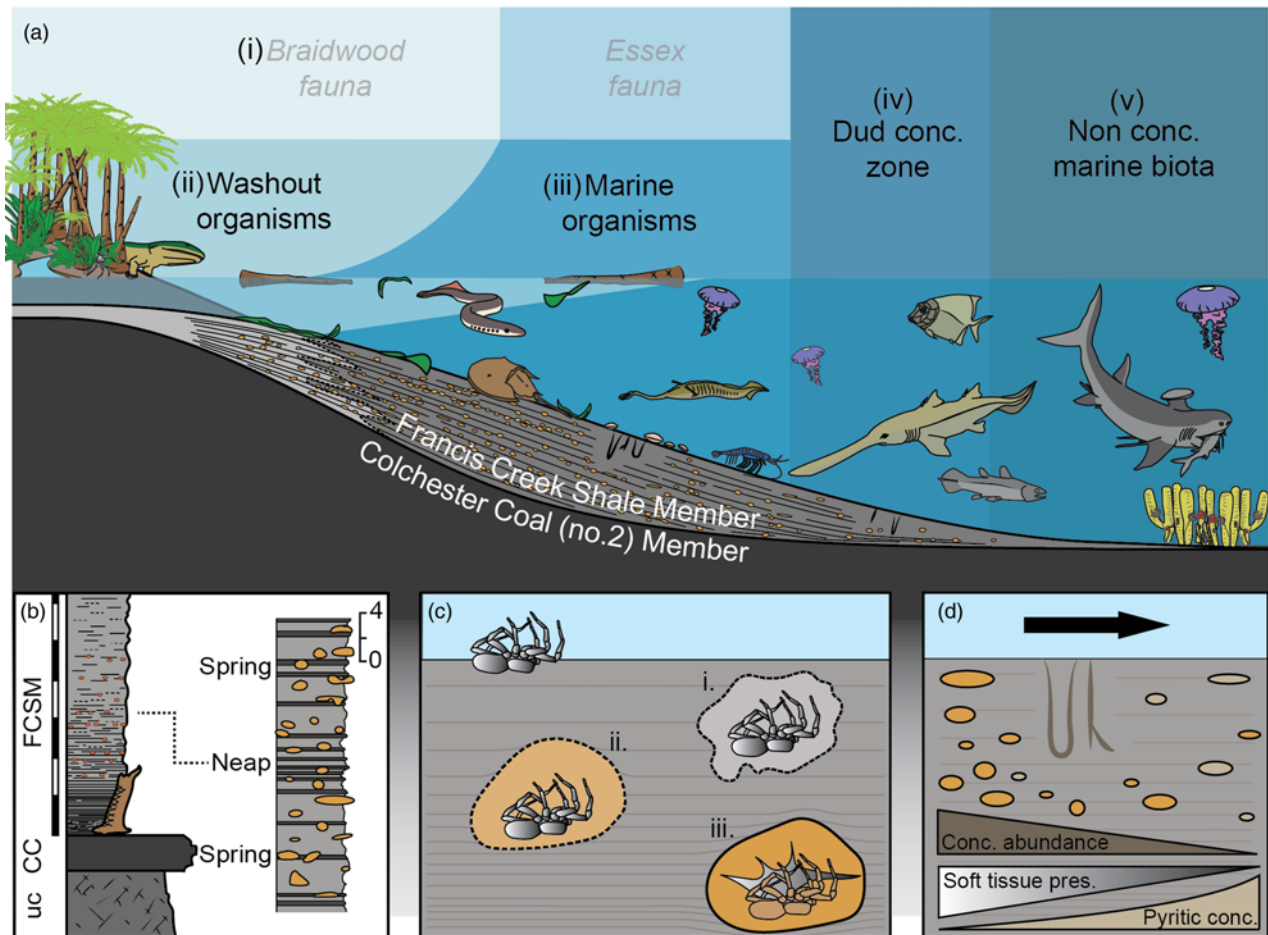 (a)
(i) Braidwood
fauna
Essex
fauna
(ii) Washout
organisms
(iii) Marine
organisms
(iv)
Dud conc.
zone
(v)
Non conc.
marine biota
Francis Creek Shale Member
Colchester Coal (no.2) Member
(b)
FCSM
CC
uc
Spring
Neap
Spring
4
0
(c)
i.
ii.
iii.
(d)
Conc. abundance
Soft tissue pres.
Pyritic conc.